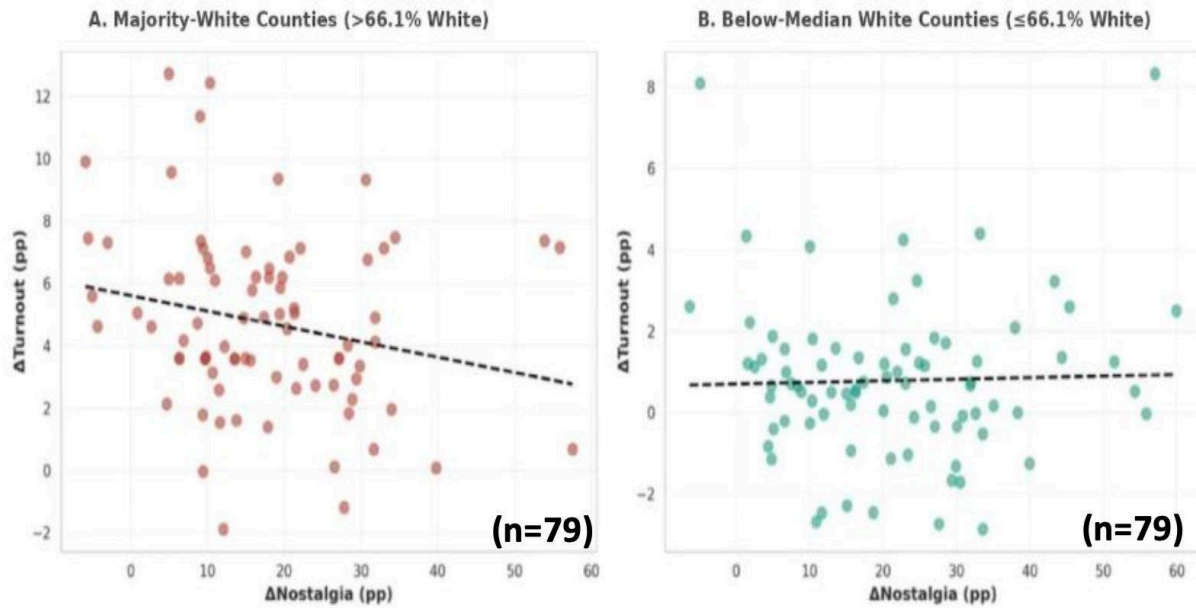 A. Majority-White Counties (>66.1% White)
12
10
8
6
4
2
0
−2
ΔTurnout (pp)
(n=79)
0 10 20 30 40 50 60
ΔNostalgia (pp)
B. Below-Median White Counties (≤66.1% White)
8
6
4
2
0
−2
ΔTurnout (pp)
(n=79)
0 10 20 30 40 50 60
ΔNostalgia (pp)